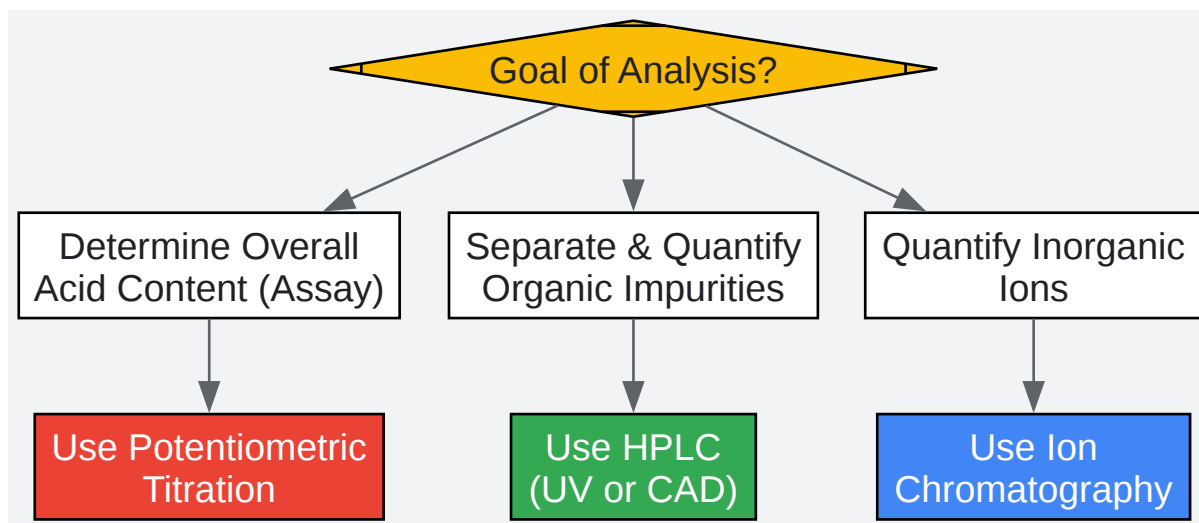 Goal of Analysis?
Determine Overall
Acid Content (Assay)
Separate & Quantify
Organic Impurities
Quantify Inorganic
Ions
Use Potentiometric
Titration
Use HPLC
(UV or CAD)
Use Ion
Chromatography